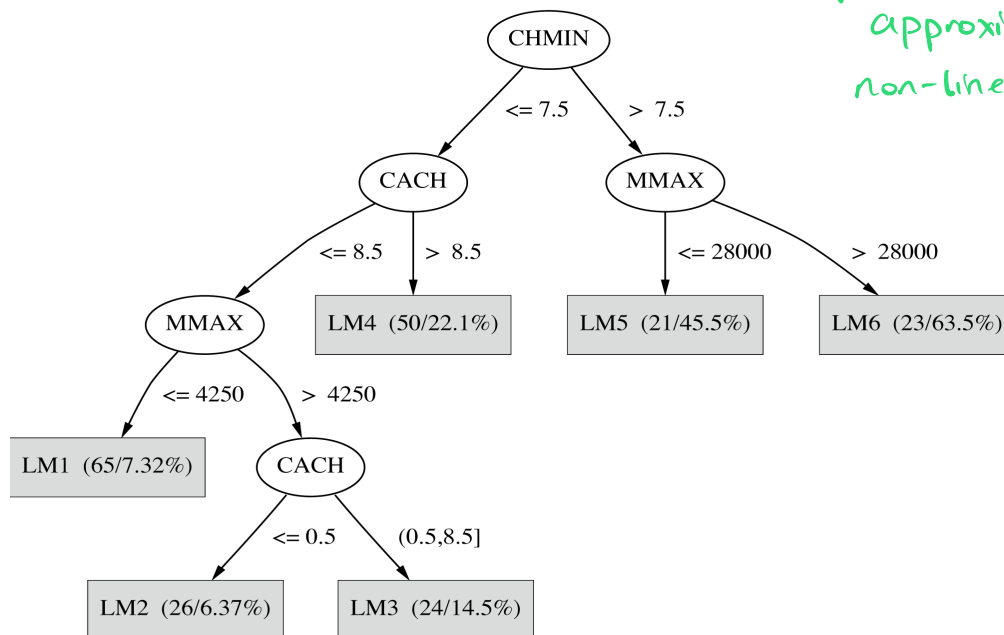 approxi
non-line
CHMIN
<= 7.5
> 7.5
CACH
MMAX
<= 8.5
> 8.5
<= 28000
> 28000
MMAX
LM4 (50/22.1%)
LM5 (21/45.5%)
LM6 (23/63.5%)
<= 4250
> 4250
LM1 (65/7.32%)
CACH
<= 0.5
(0.5,8.5]
LM2 (26/6.37%)
LM3 (24/14.5%)